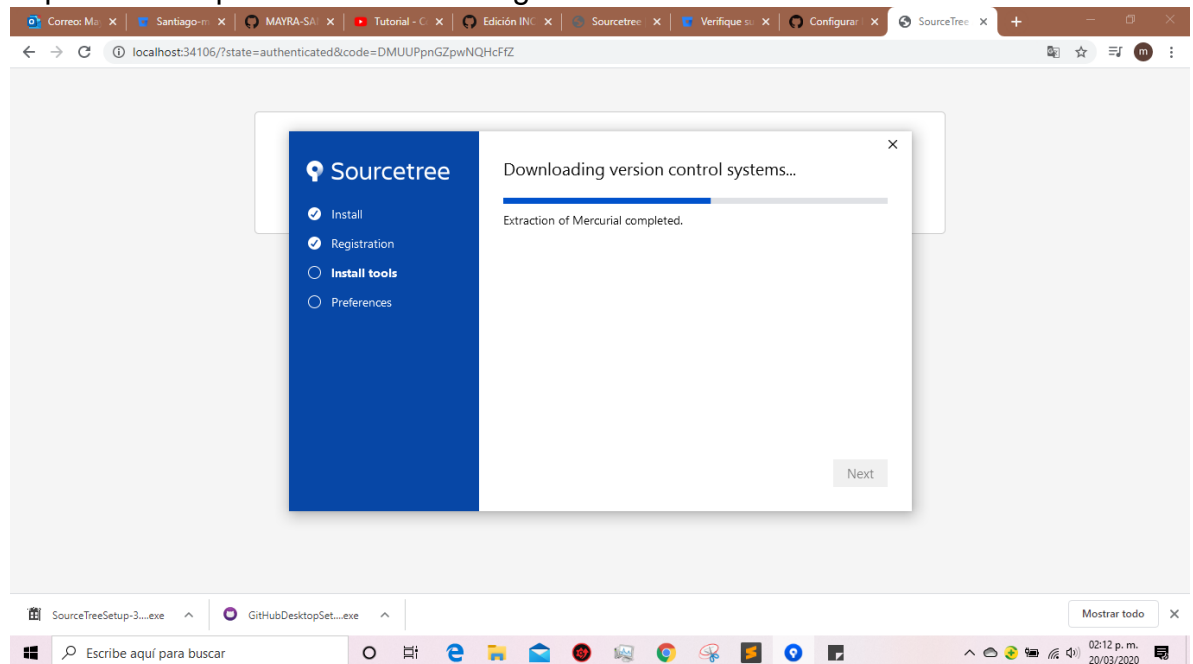 Correo: Ma
Santiago-m
MAYRA-SA
Tutorial - C
Edición INC
Sourcetree
Verifique su
Configurar
SourceTree
localhost:34106/?state=authenticated&code=DMUUPpnGZpwNQHcFfZ
m
Sourcetree
Install
Registration
Install tools
Preferences
Downloading version control systems...
Extraction of Mercurial completed.
Next
SourceTreeSetup-3....exe
GitHubDesktopSet....exe
Mostrar todo
Escribe aquí para buscar
02:12 p. m.
20/03/2020